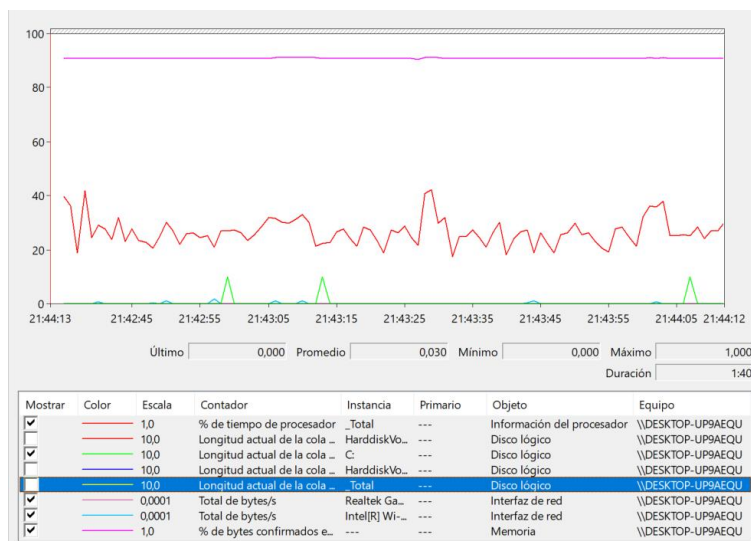 100
80
60
40
20
0
21:44:13 21:42:45 21:42:55 21:43:05 21:43:15 21:43:25 21:43:35 21:43:45 21:43:55 21:44:05 21:44:12
Último 0,000 Promedio 0,030 Mínimo 0,000 Máximo 1,000
Duración 1:40
Mostrar Color Escala Contador Instancia Primario Objeto Equipo
1,0 % de tiempo de procesador _Total --- Información del procesador \\DESKTOP-UP9AEQU
10,0 Longitud actual de la cola ... HarddiskVo... --- Disco lógico \\DESKTOP-UP9AEQU
10,0 Longitud actual de la cola ... C: --- Disco lógico \\DESKTOP-UP9AEQU
10,0 Longitud actual de la cola ... HarddiskVo... --- Disco lógico \\DESKTOP-UP9AEQU
10,0 Longitud actual de la cola ... _Total --- Disco lógico \\DESKTOP-UP9AEQU
0,0001 Total de bytes/s Realtek Ga... --- Interfaz de red \\DESKTOP-UP9AEQU
0,0001 Total de bytes/s Intel[R] Wi-... --- Interfaz de red \\DESKTOP-UP9AEQU
1,0 % de bytes confirmados e... --- --- Memoria \\DESKTOP-UP9AEQU